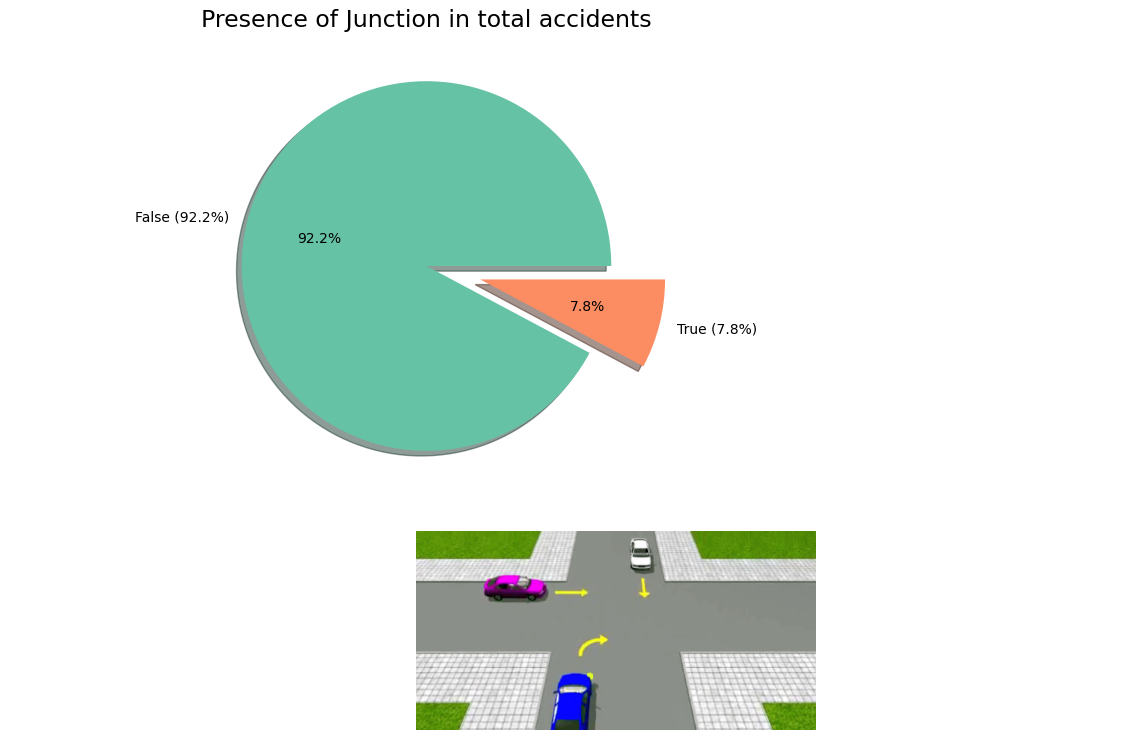 Presence of Junction in total accidents
False (92.2%)
92.2%
7.8%
True (7.8%)